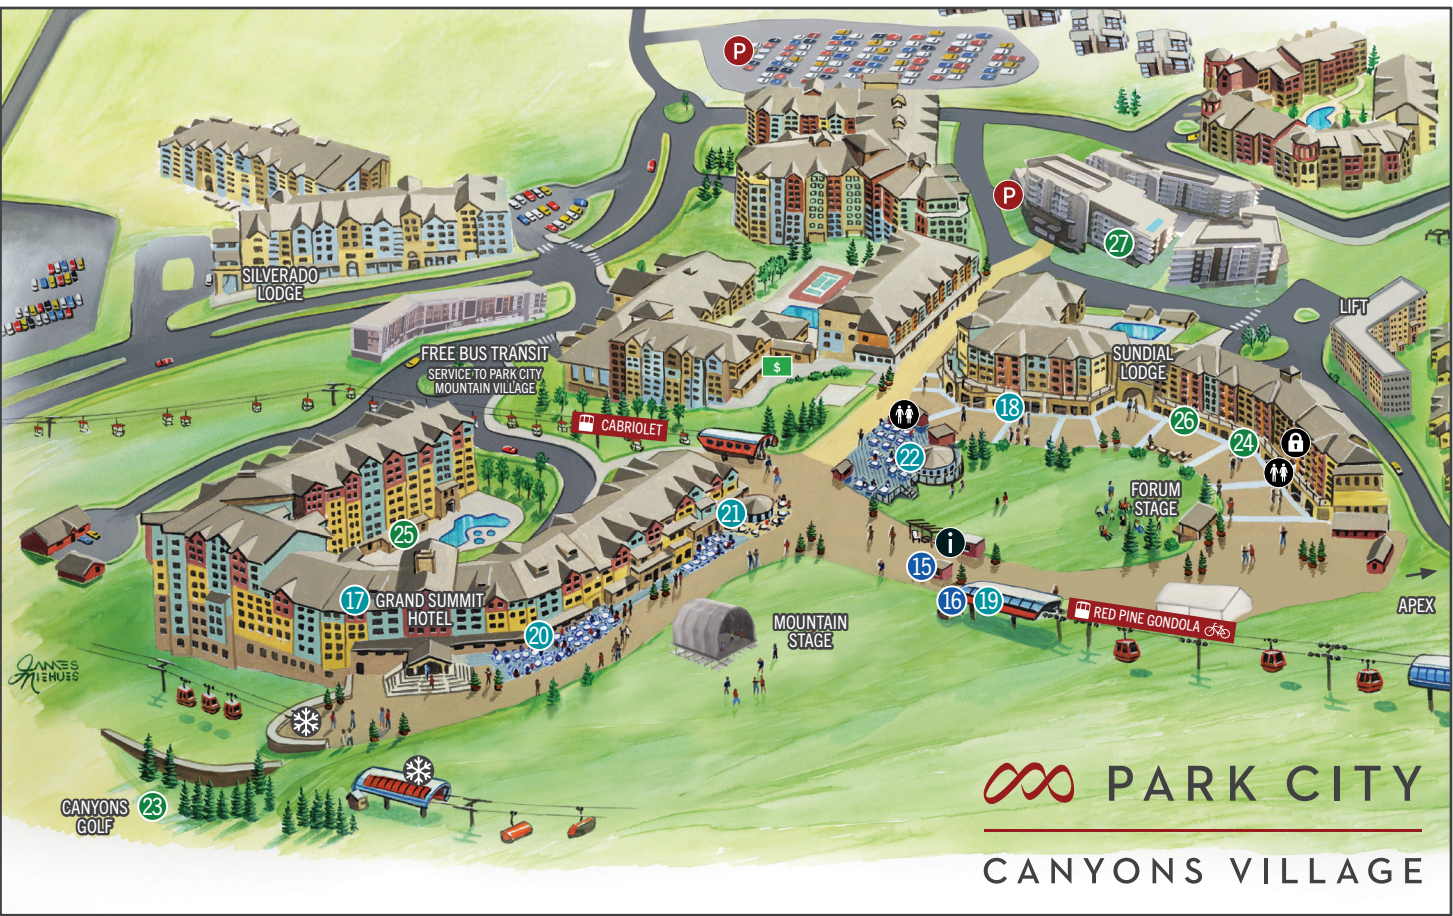 P
P
27
SILVERADO
LODGE
LIFT
FREE BUS TRANSIT
SERVICE TO PARK CITY
MOUNTAIN VILLAGE
$
SUNDIAL
LODGE
CABRIOLET
18
26
24
22
21
FORUM
STAGE
25
i
15
17
GRAND SUMMIT
HOTEL
16
19
RED PINE GONDOLA
APEX
20
MOUNTAIN
STAGE
JAMES
NIEHUES
CANYONS
GOLF
23
PARK CITY
CANYONS VILLAGE